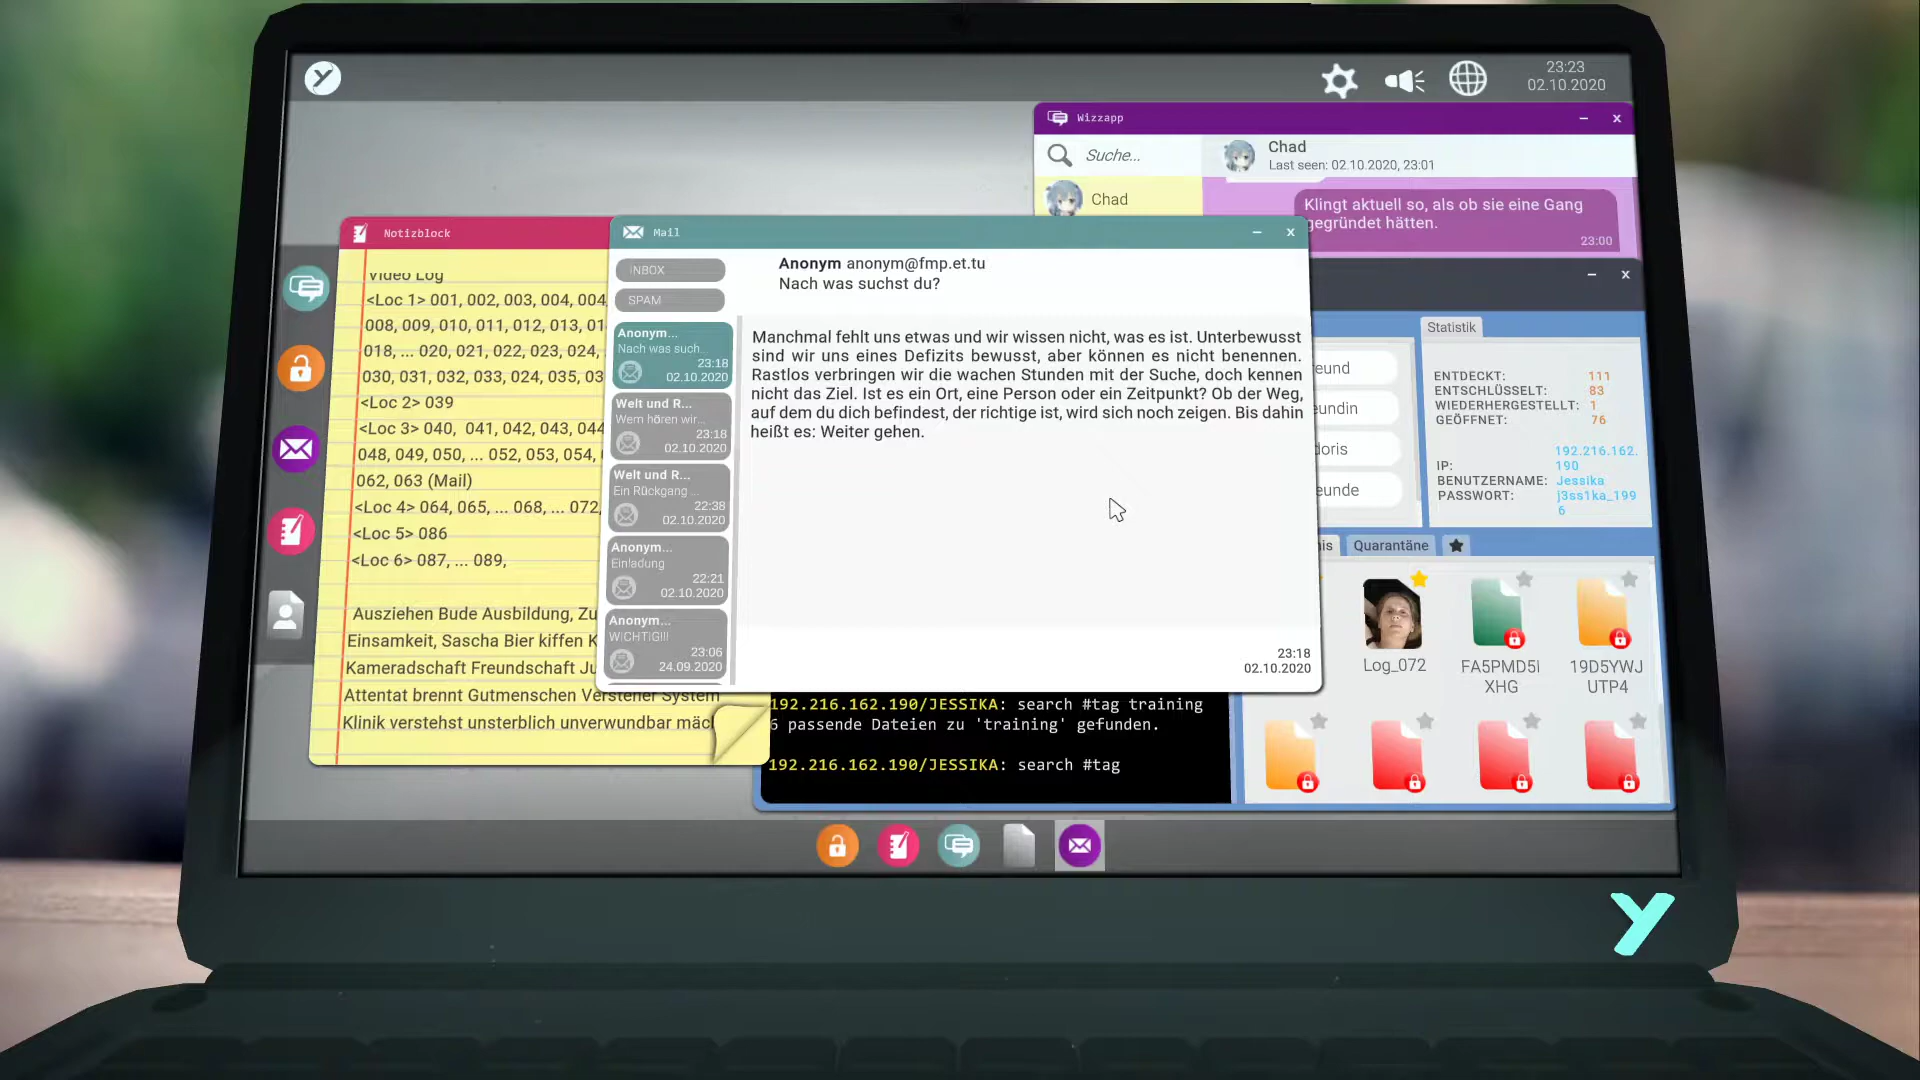 23:23
02.10.2020
Wizzapp
Suche...
Chad
Last seen: 02.10.2020, 23:01
Chad
Klingt aktuell so, als ob sie eine Gang
gegründet hätten.
23:00
Notizblock
Video Log
<Loc 1> 001, 002, 003, 004, 004,
008, 009, 010, 011, 012, 013,
018, ... 020, 021, 022, 023, 024,
030, 031, 032, 033, 024, 035,
<Loc 2> 039
<Loc 3> 040, 041, 042, 043, 044
048, 049, 050, ... 052, 053, 054,
062, 063 (Mail)
<Loc 4> 064, 065, ... 068, ... 072,
<Loc 5> 086
<Loc 6> 087, ... 089,
Ausziehen Bude Ausbildung,
Einsamkeit, Sascha Bier kiffen
Kameradschaft Freundschaft
Attentat brennt Gutmenschen Versteher System
Klinik verstehst unsterblich unverwundbar
Mail
INBOX
SPAM
Anonym...
Nach was such...
23:18
02.10.2020
Welt und R...
Wem hören wir...
23:18
02.10.2020
Welt und R...
Ein Rückgang ...
22:38
02.10.2020
Anonym...
Einladung
22:21
02.10.2020
Anonym...
WICHTIG!!!
23:06
24.09.2020
Anonym anonym@fmp.et.tu
Nach was suchst du?
Manchmal fehlt uns etwas und wir wissen nicht, was es ist. Unterbewusst
sind wir uns eines Defizits bewusst, aber können es nicht benennen.
Rastlos verbringen wir die wachen Stunden mit der Suche, doch kennen
nicht das Ziel. Ist es ein Ort, eine Person oder ein Zeitpunkt? Ob der Weg,
auf dem du dich befindest, der richtige ist, wird sich noch zeigen. Bis dahin
heißt es: Weiter gehen.
23:18
02.10.2020
eund
undin
doris
eunde
Statistik
ENTDECKT: 111
ENTSCHLÜSSELT: 83
WIEDERHERGESTELLT: 1
GEÖFFNET: 76
IP: 192.216.162.
190
BENUTZERNAME: Jessika
PASSWORT: j3ss1ka_199
6
nis
Quarantäne
Log_072
FA5PMD5I
XHG
19D5YWJ
UTP4
192.216.162.190/JESSIKA: search #tag training
6 passende Dateien zu 'training' gefunden.
192.216.162.190/JESSIKA: search #tag